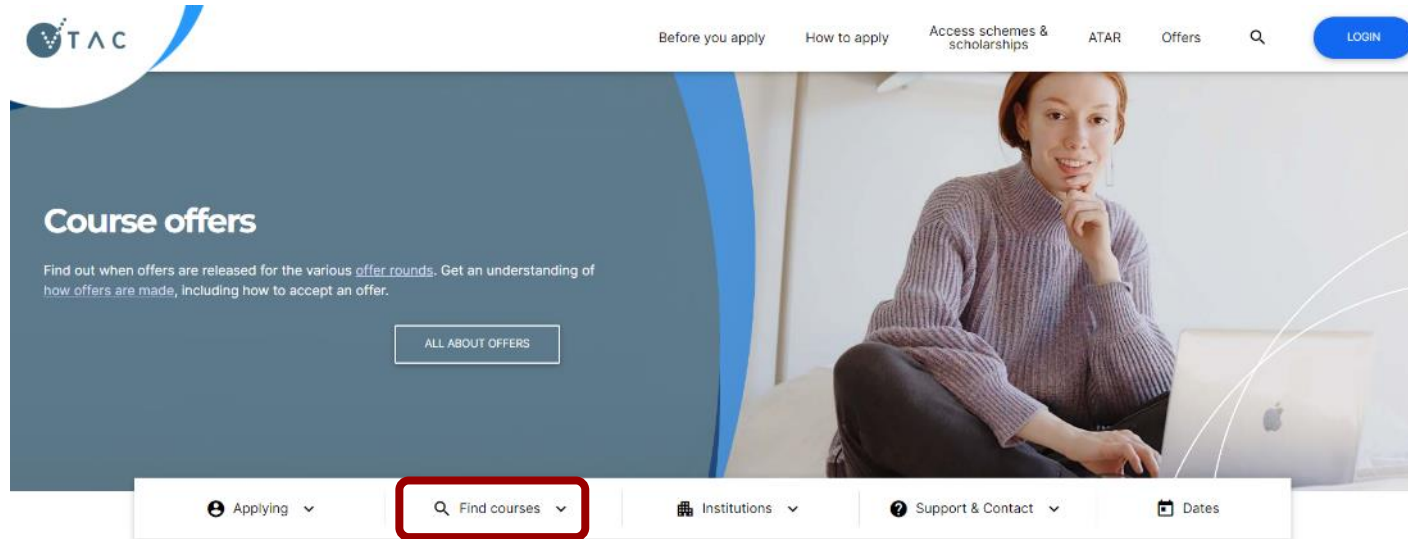 VTAC
Before you apply
How to apply
Access schemes &
scholarships
ATAR
Offers
LOGIN
Course offers
Find out when offers are released for the various offer rounds. Get an understanding of
how offers are made, including how to accept an offer.
ALL ABOUT OFFERS
Applying
Find courses
Institutions
Support & Contact
Dates